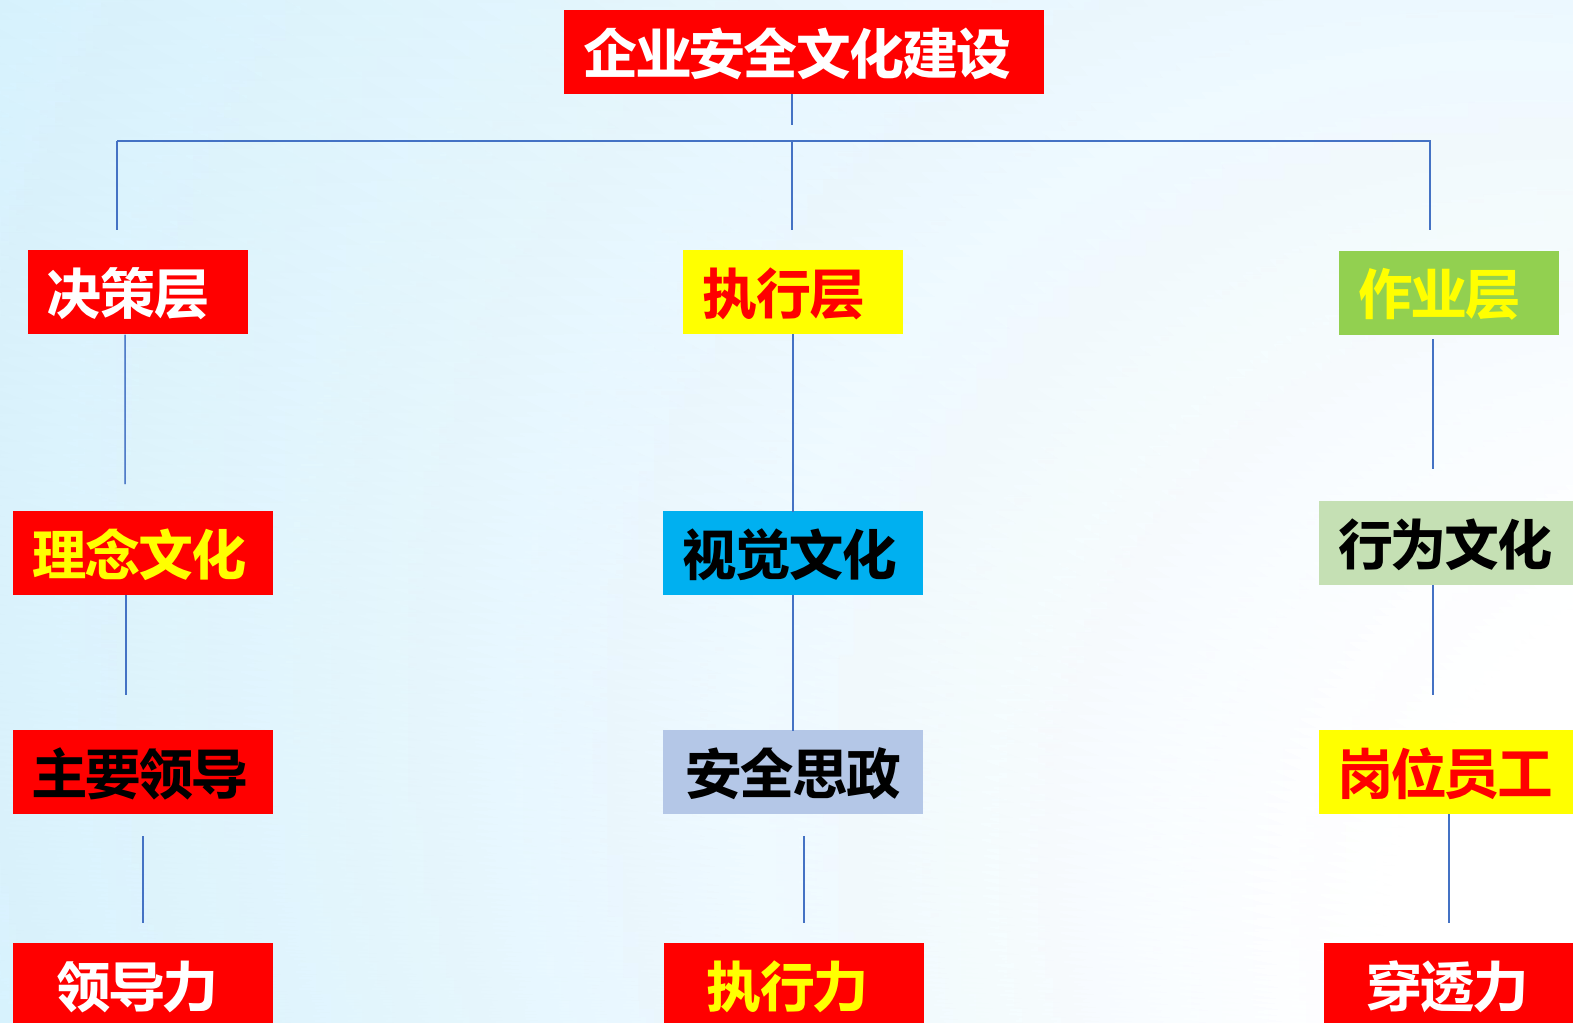 企业安全文化建设
决策层
执行层
作业层
理念文化
视觉文化
行为文化
主要领导
安全思政
岗位员工
领导力
执行力
穿透力